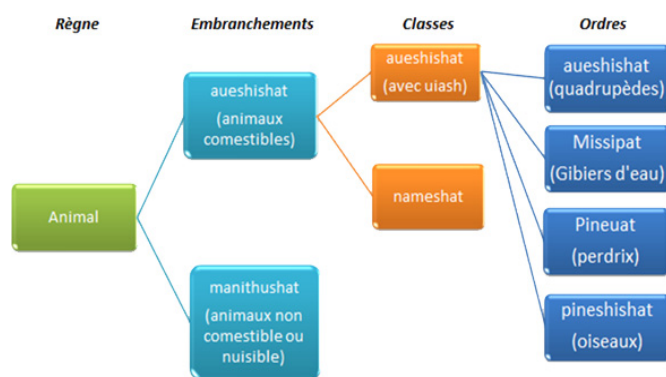 Règne Embranchements Classes Ordres
Animal
aueshishat
(animaux
comestibles)
manithushat
(animaux non
comestible ou
nuisible)
aueshishat
(avec uiash)
nameshat
aueshishat
(quadrupèdes)
Missipat
(Gibiers d'eau)
Pineuat
(perdrix)
pineshishat
(oiseaux)